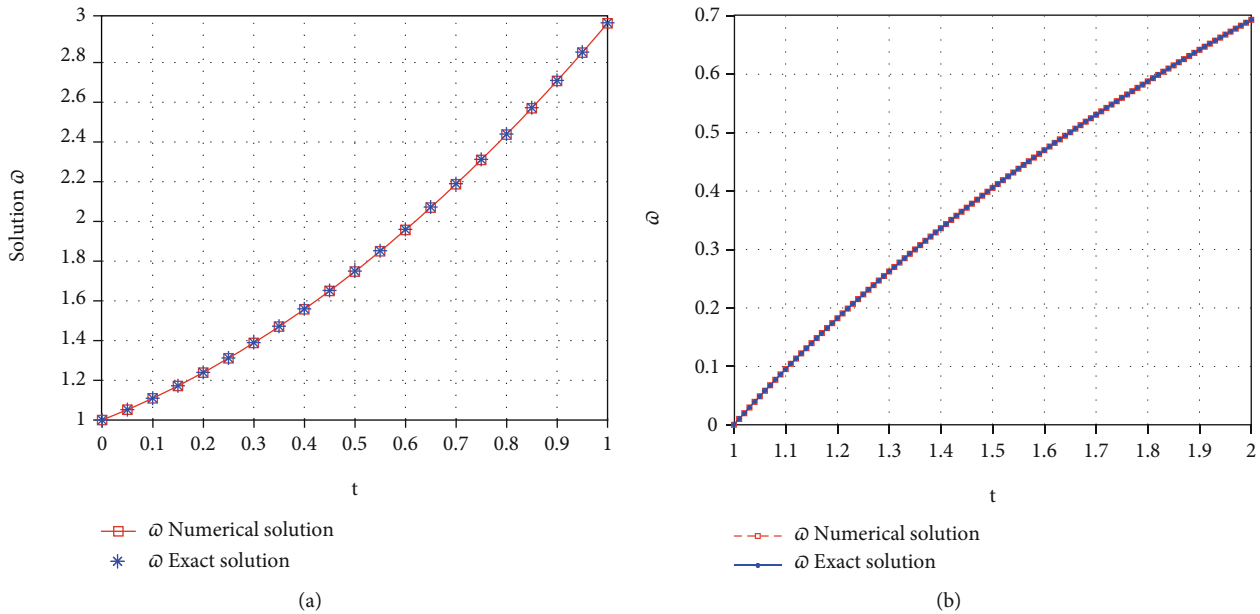 3
2.8
2.6
2.4
2.2
2
1.8
1.6
1.4
1.2
1
Solution ϖ
0 0.1 0.2 0.3 0.4 0.5 0.6 0.7 0.8 0.9 1
t
ϖ Numerical solution
ϖ Exact solution
(a)
0.7
0.6
0.5
0.4
0.3
0.2
0.1
0
ϖ
1 1.1 1.2 1.3 1.4 1.5 1.6 1.7 1.8 1.9 2
t
ϖ Numerical solution
ϖ Exact solution
(b)